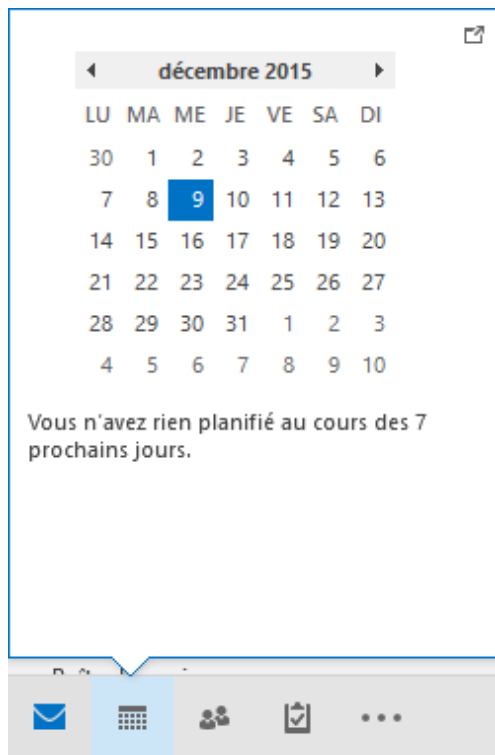 décembre 2015
LU MA ME JE VE SA DI
30 1 2 3 4 5 6
7 8 9 10 11 12 13
14 15 16 17 18 19 20
21 22 23 24 25 26 27
28 29 30 31 1 2 3
4 5 6 7 8 9 10
Vous n'avez rien planifié au cours des 7
prochains jours.